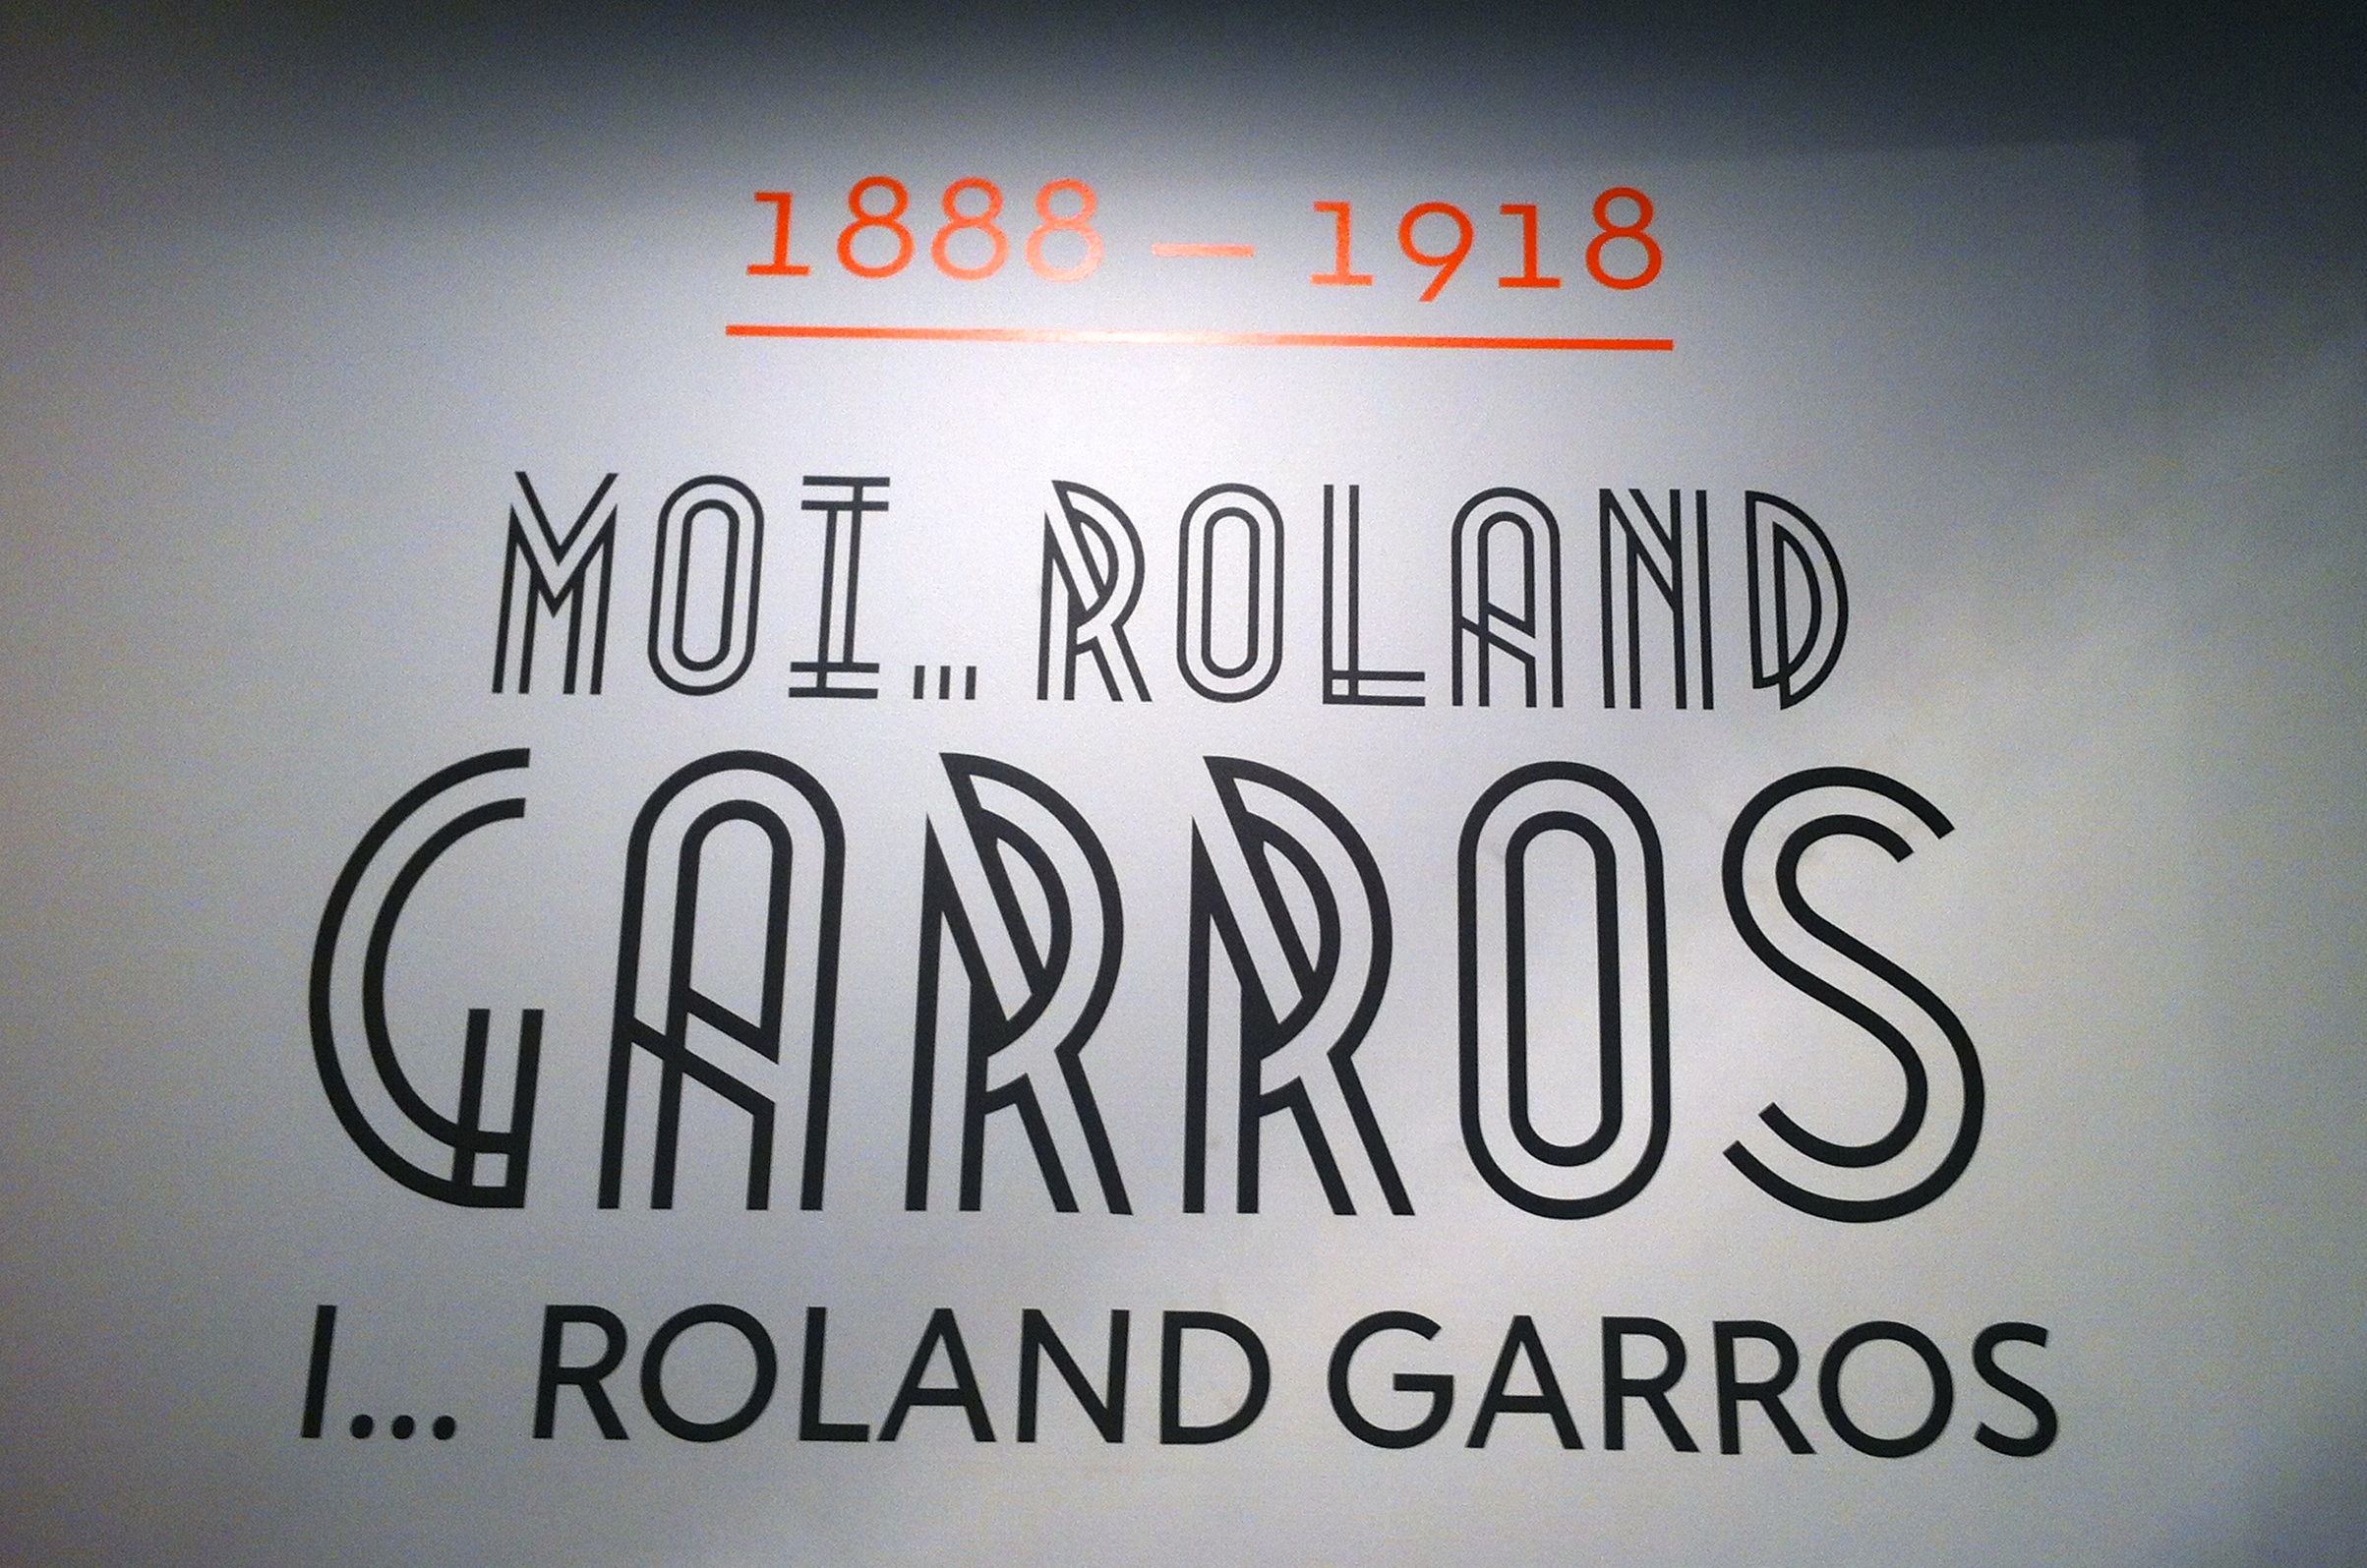 1888 — 1918
MOI... ROLAND
GARROS
I... ROLAND GARROS